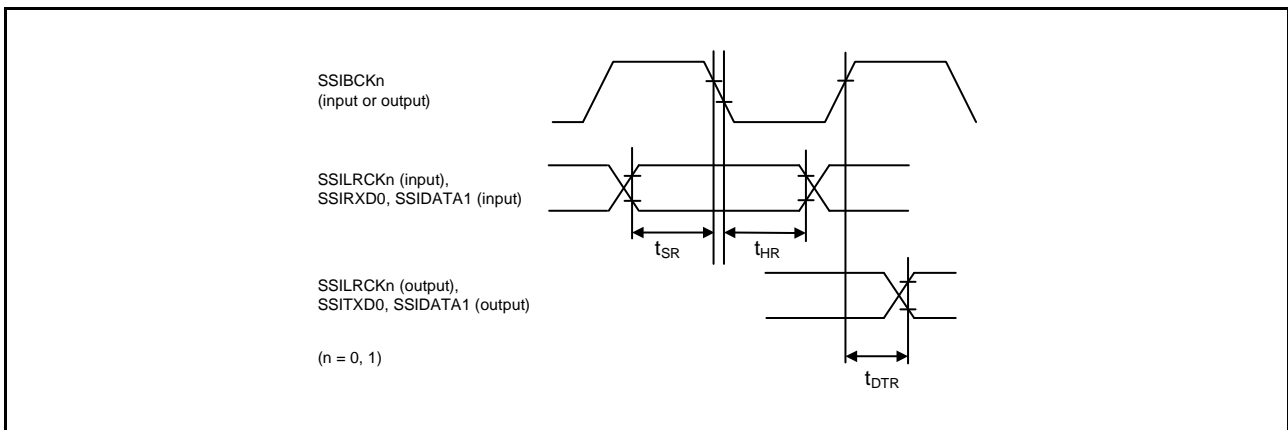 SSIBCKn
(input or output)
SSILRCKn (input),
SSIRXD0, SSIDATA1 (input)
tSR
tHR
SSILRCKn (output),
SSITXD0, SSIDATA1 (output)
(n = 0, 1)
tDTR